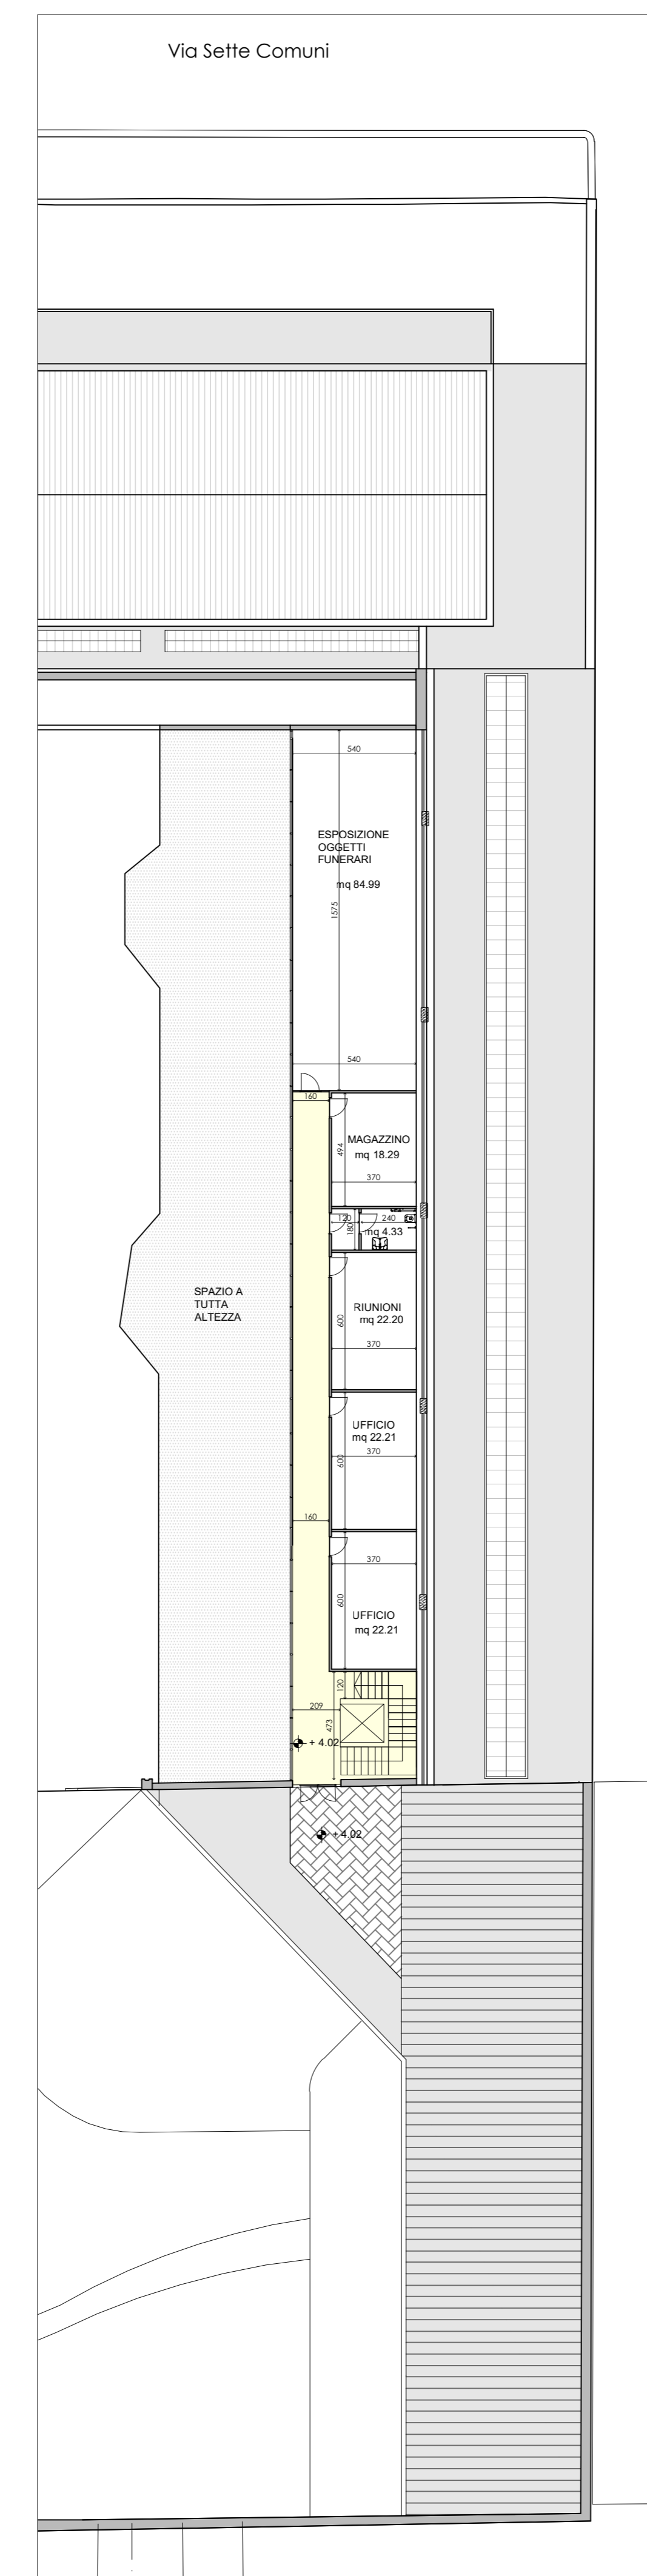 Via Sette Comuni
540
ESPOSIZIONE
OGGETTI
FUNERARI
mq 84.99
1575
540
160
MAGAZZINO
mq 18.29
494
370
120
240
180
mq 4.33
SPAZIO A
TUTTA
ALTEZZA
RIUNIONI
mq 22.20
600
370
UFFICIO
mq 22.21
370
600
160
370
600
UFFICIO
mq 22.21
120
209
473
+ 4.02
+ 4.02